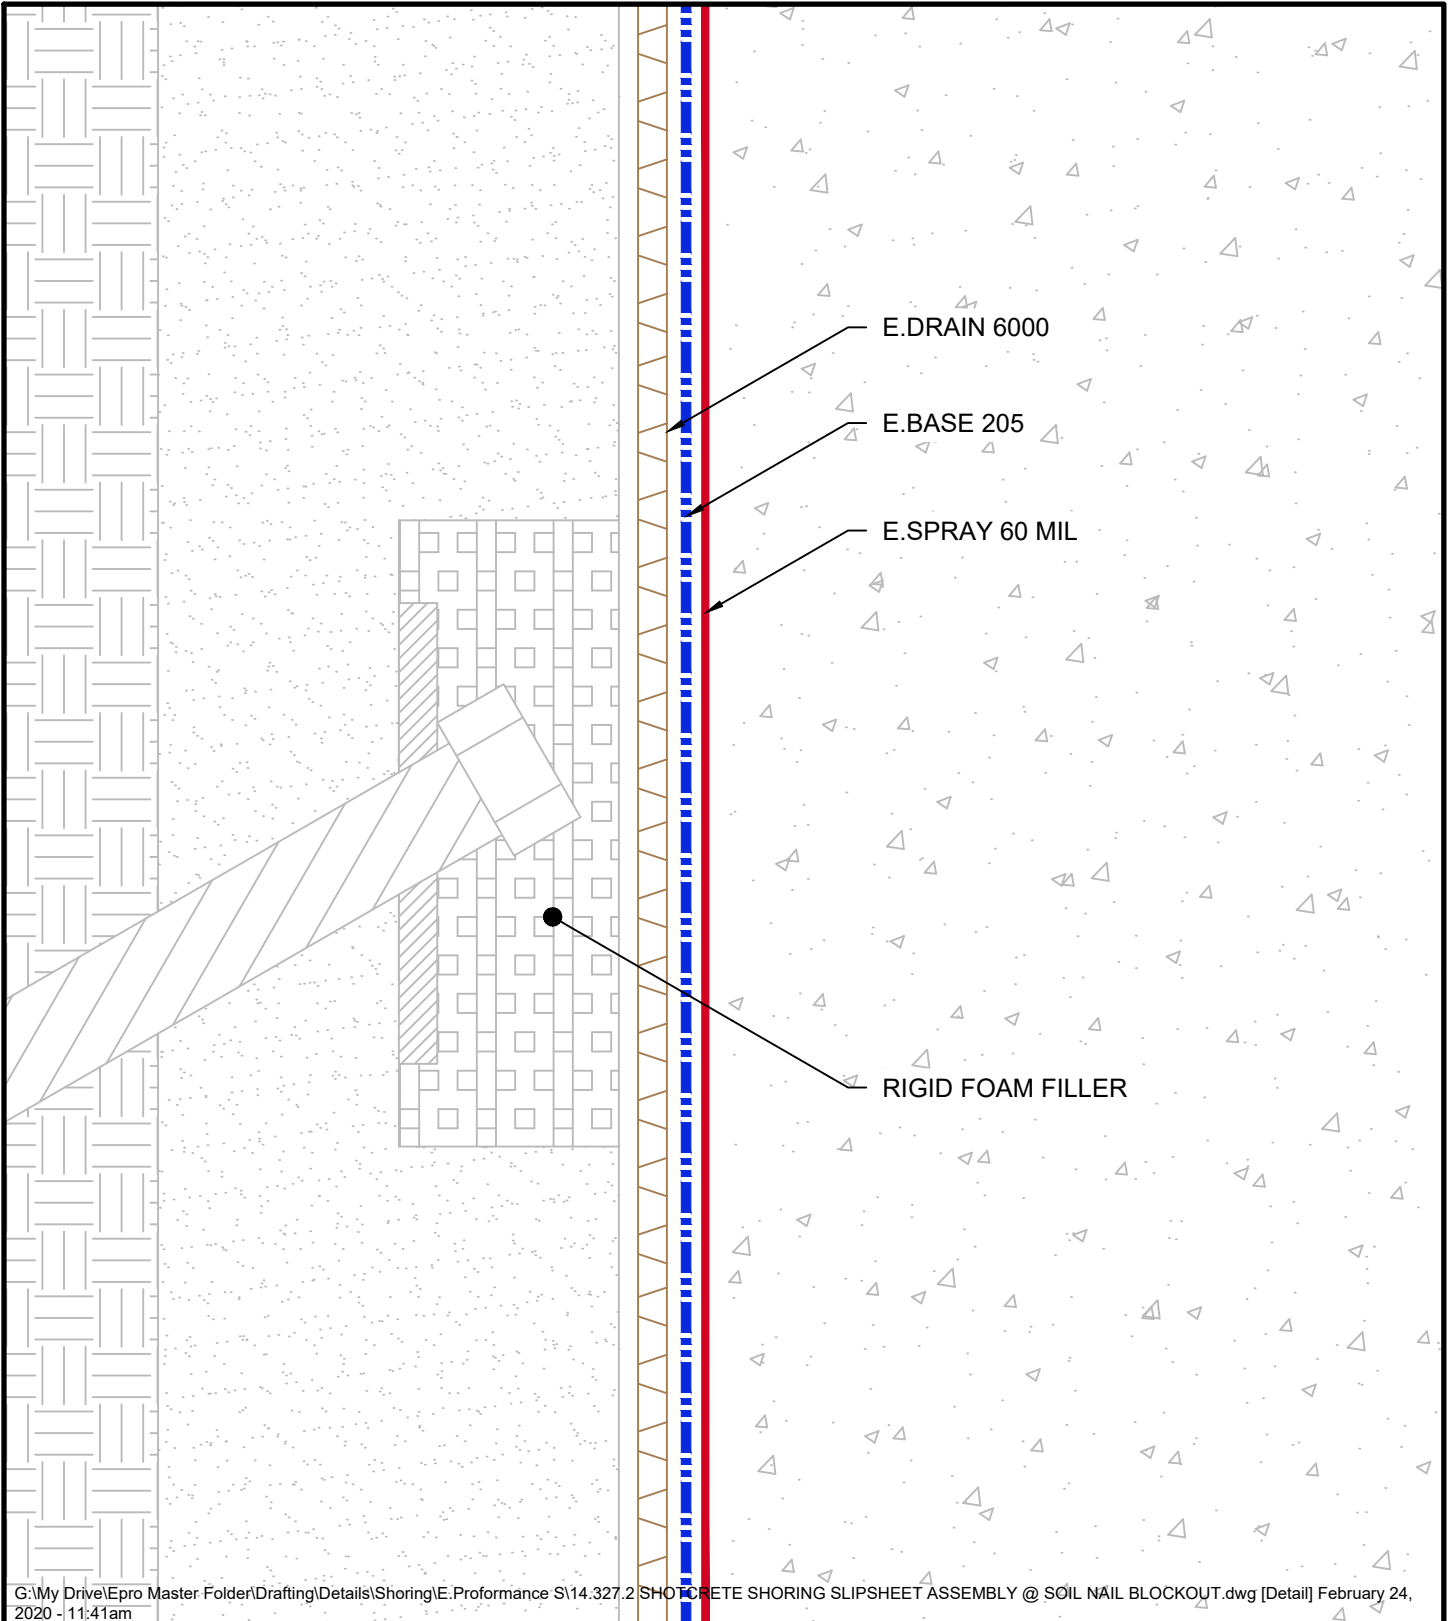 E.DRAIN 6000
E.BASE 205
E.SPRAY 60 MIL
RIGID FOAM FILLER
G:\My Drive\Epro Master Folder\Drafting\Details\Shoring\E.Proformance S\14.327.2 SHOTCRETE SHORING SLIPSHEET ASSEMBLY @ SOIL NAIL BLOCKOUT.dwg [Detail] February 24,
2020 - 11:41am